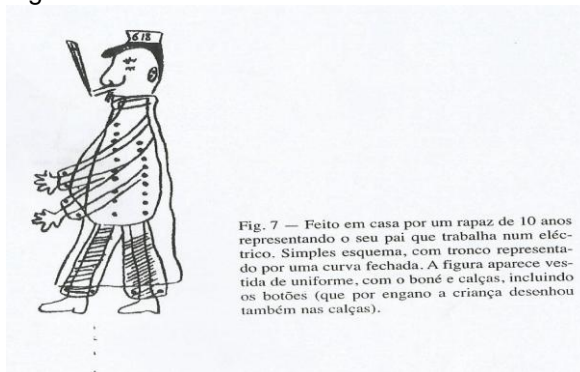 618
Fig. 7 — Feito em casa por um rapaz de 10 anos
representando o seu pai que trabalha num eléc-
trico. Simples esquema, com tronco representa-
do por uma curva fechada. A figura aparece ves-
tida de uniforme, com o boné e calças, incluindo
os botões (que por engano a criança desenhou
também nas calças).